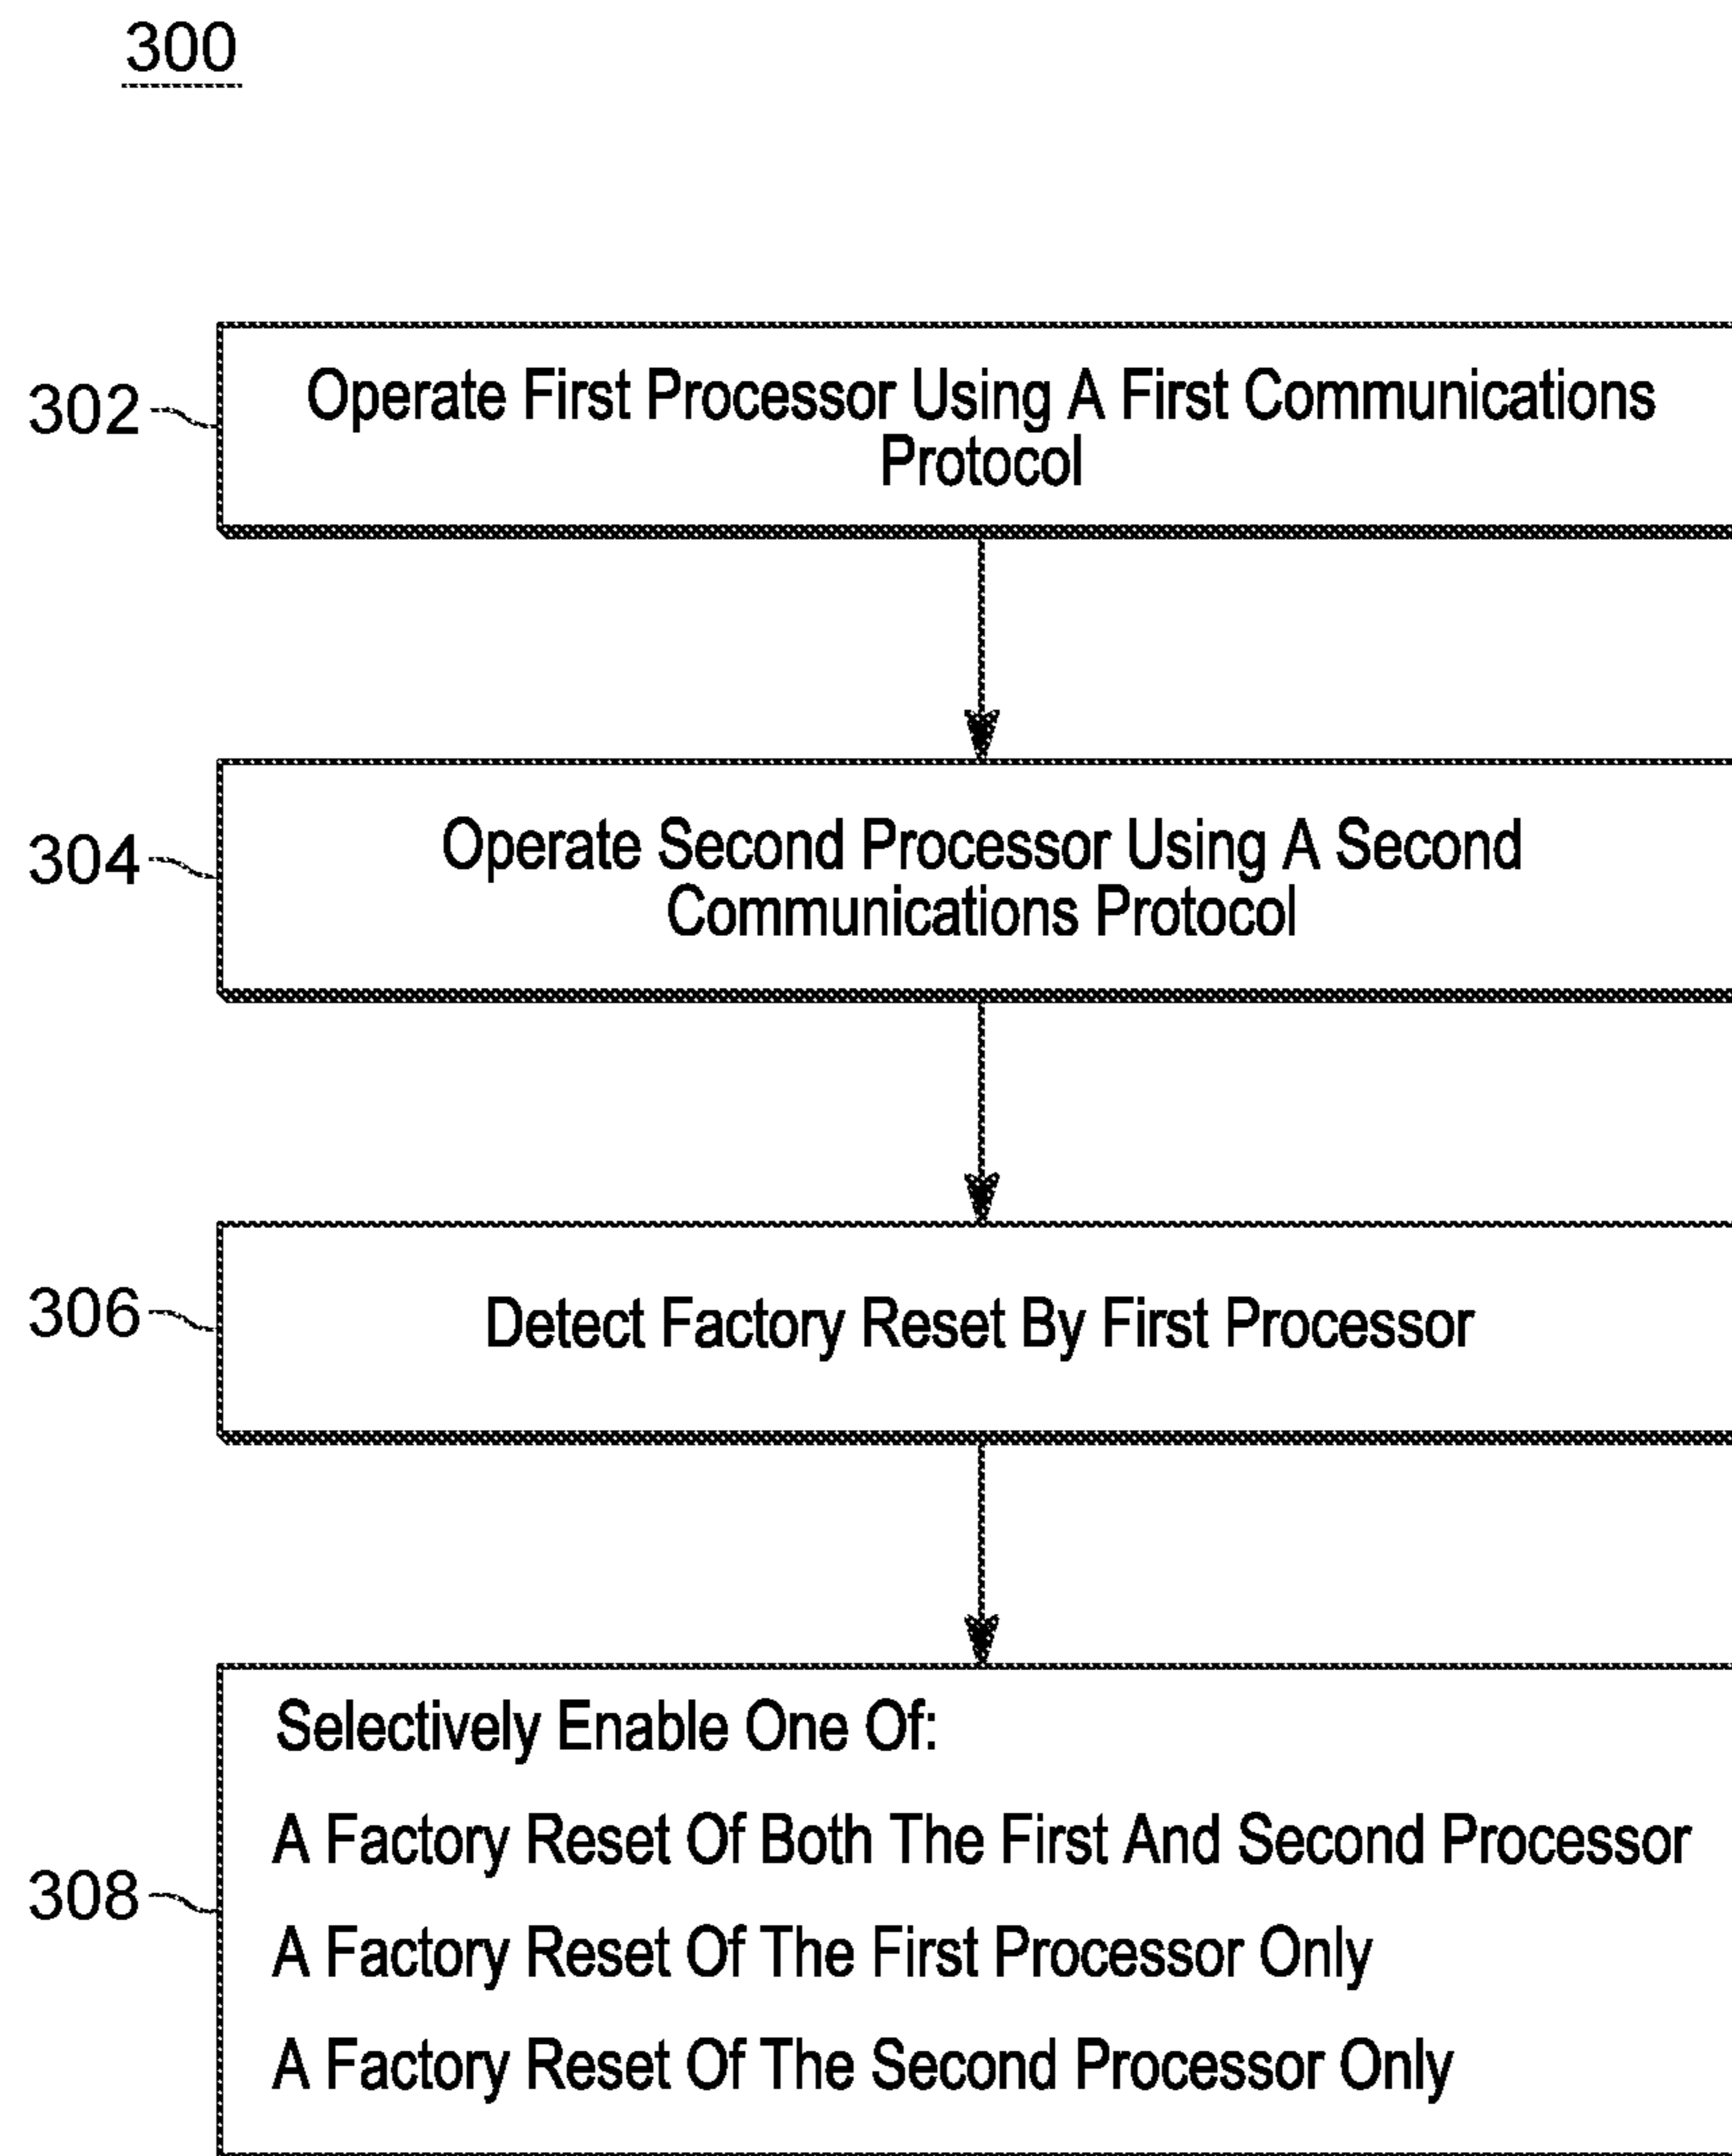 300
302
Operate First Processor Using A First Communications
Protocol
304
Operate Second Processor Using A Second
Communications Protocol
306
Detect Factory Reset By First Processor
308
Selectively Enable One Of:
A Factory Reset Of Both The First And Second Processor
A Factory Reset Of The First Processor Only
A Factory Reset Of The Second Processor Only